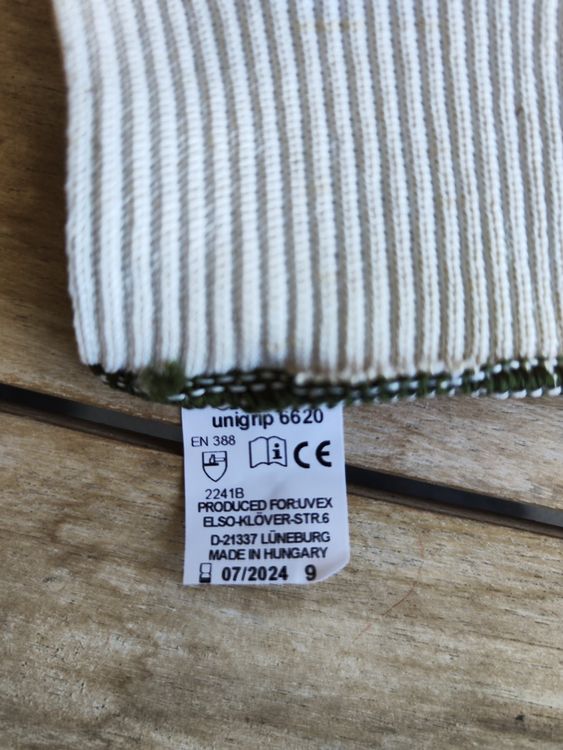 unigrip 6620
EN 388
i CE
2241B
PRODUCED FOR:UVEX
ELSO-KLÖVER-STR.6
D-21337 LÜNEBURG
MADE IN HUNGARY
07/2024 9